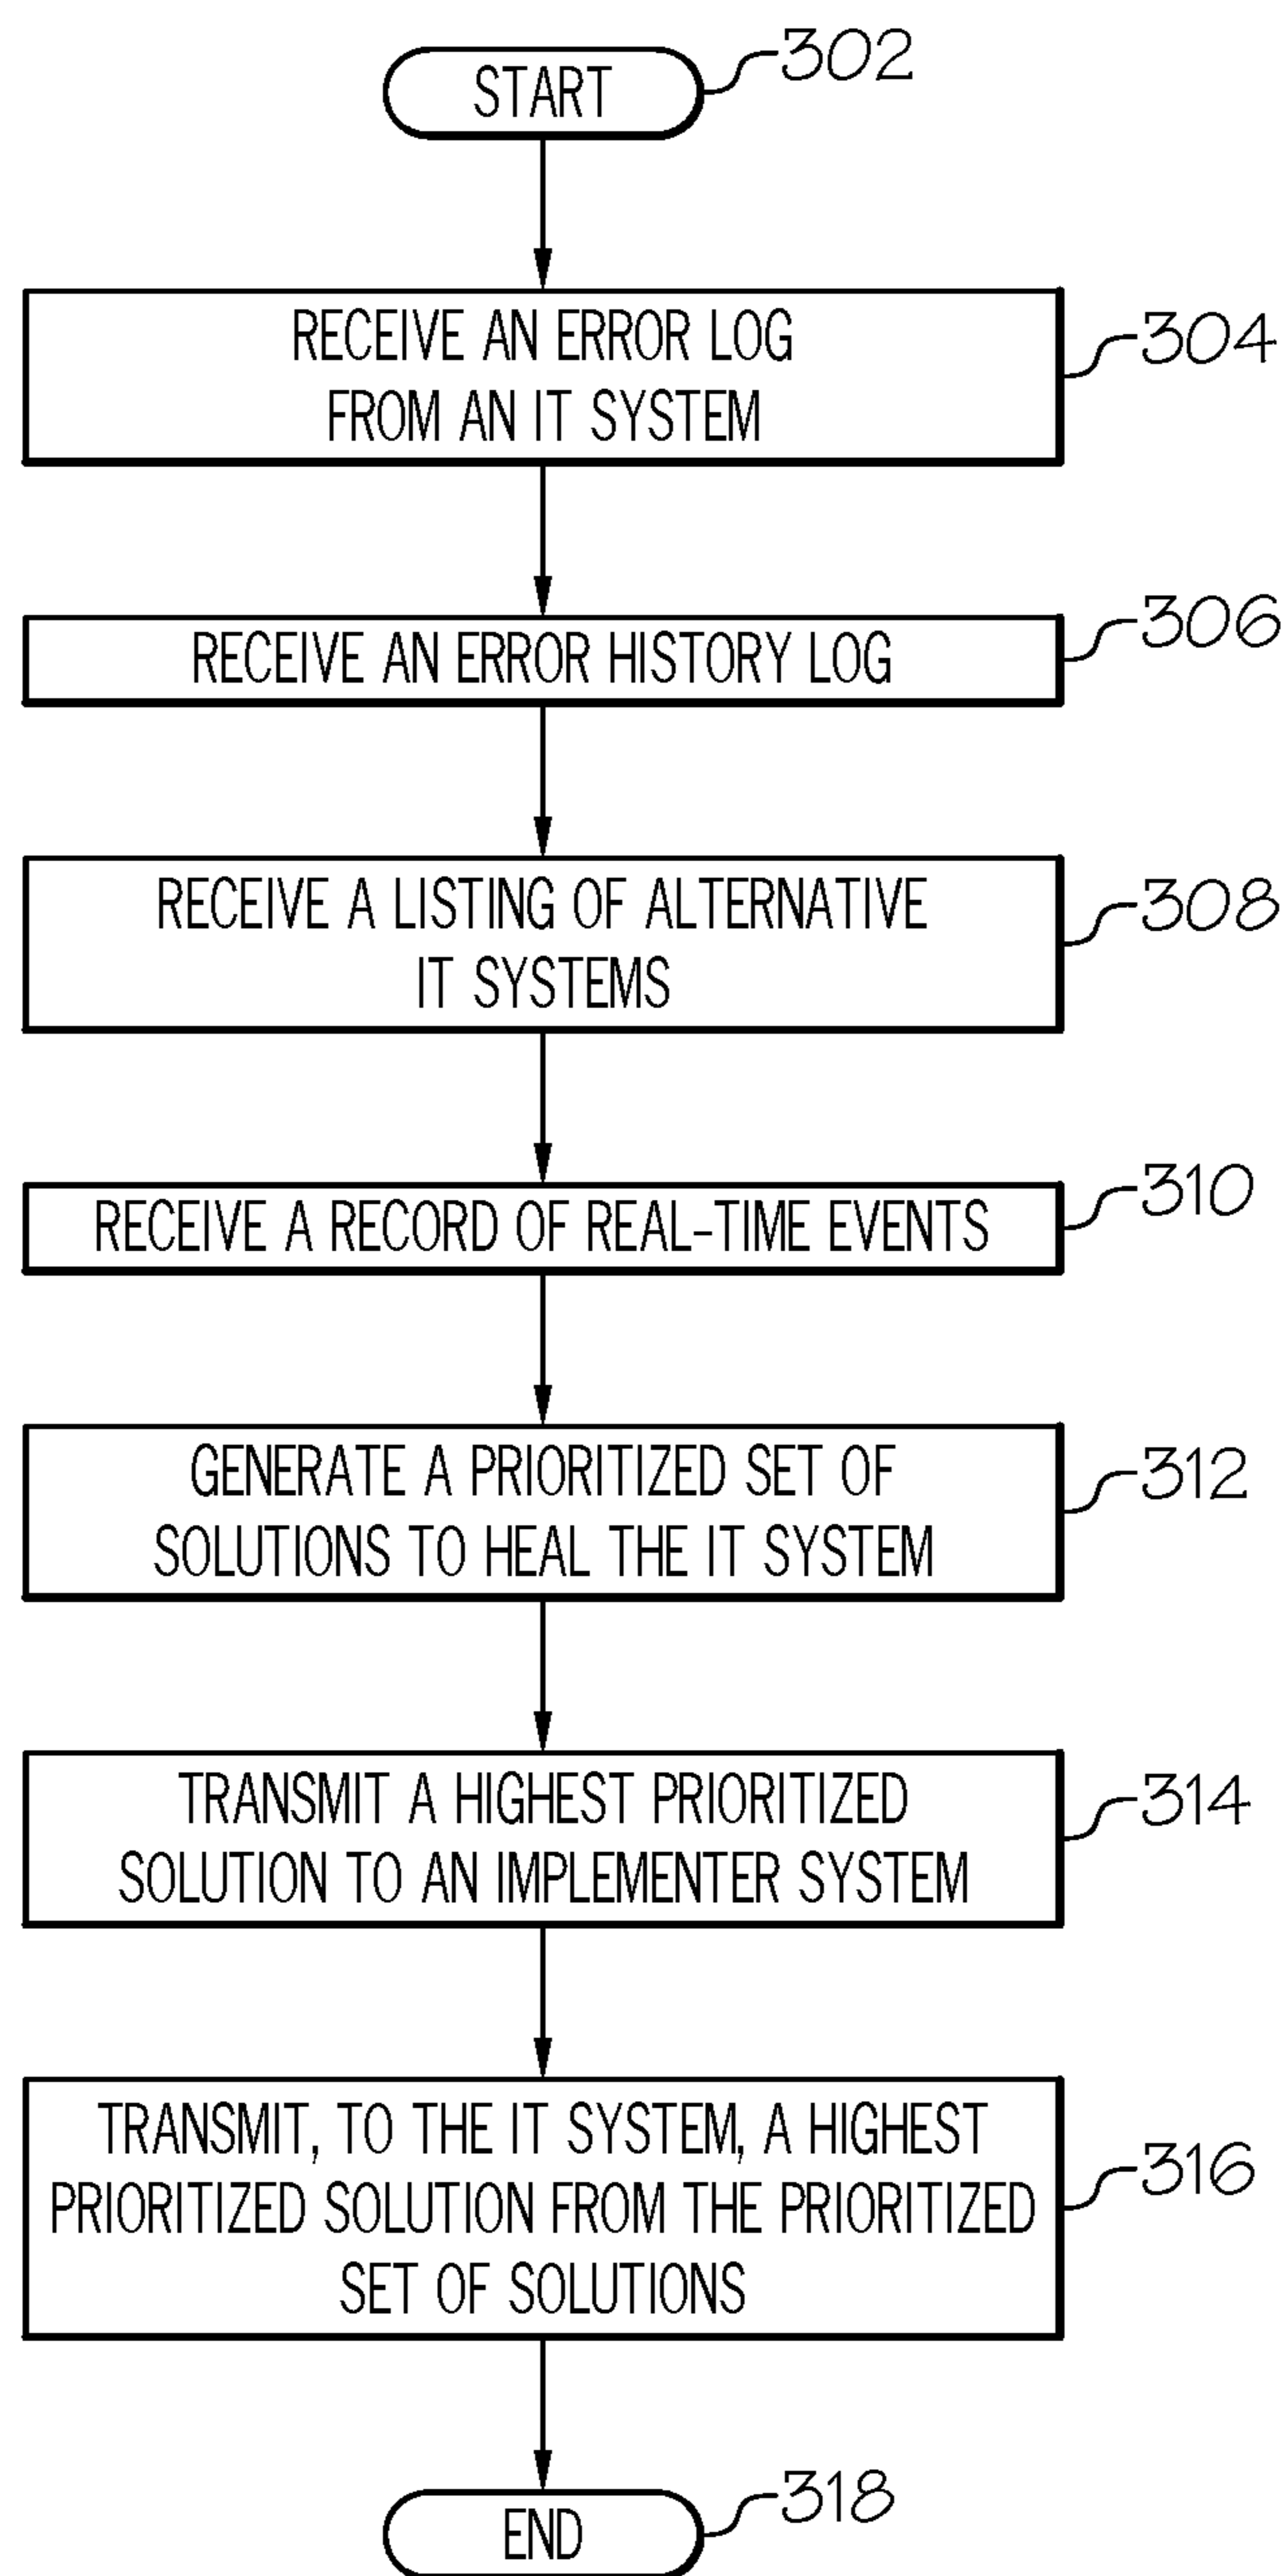 START
302
RECEIVE AN ERROR LOG
FROM AN IT SYSTEM
304
RECEIVE AN ERROR HISTORY LOG
306
RECEIVE A LISTING OF ALTERNATIVE
IT SYSTEMS
308
RECEIVE A RECORD OF REAL-TIME EVENTS
310
GENERATE A PRIORITIZED SET OF
SOLUTIONS TO HEAL THE IT SYSTEM
312
TRANSMIT A HIGHEST PRIORITIZED
SOLUTION TO AN IMPLEMENTER SYSTEM
314
TRANSMIT, TO THE IT SYSTEM, A HIGHEST
PRIORITIZED SOLUTION FROM THE PRIORITIZED
SET OF SOLUTIONS
316
END
318